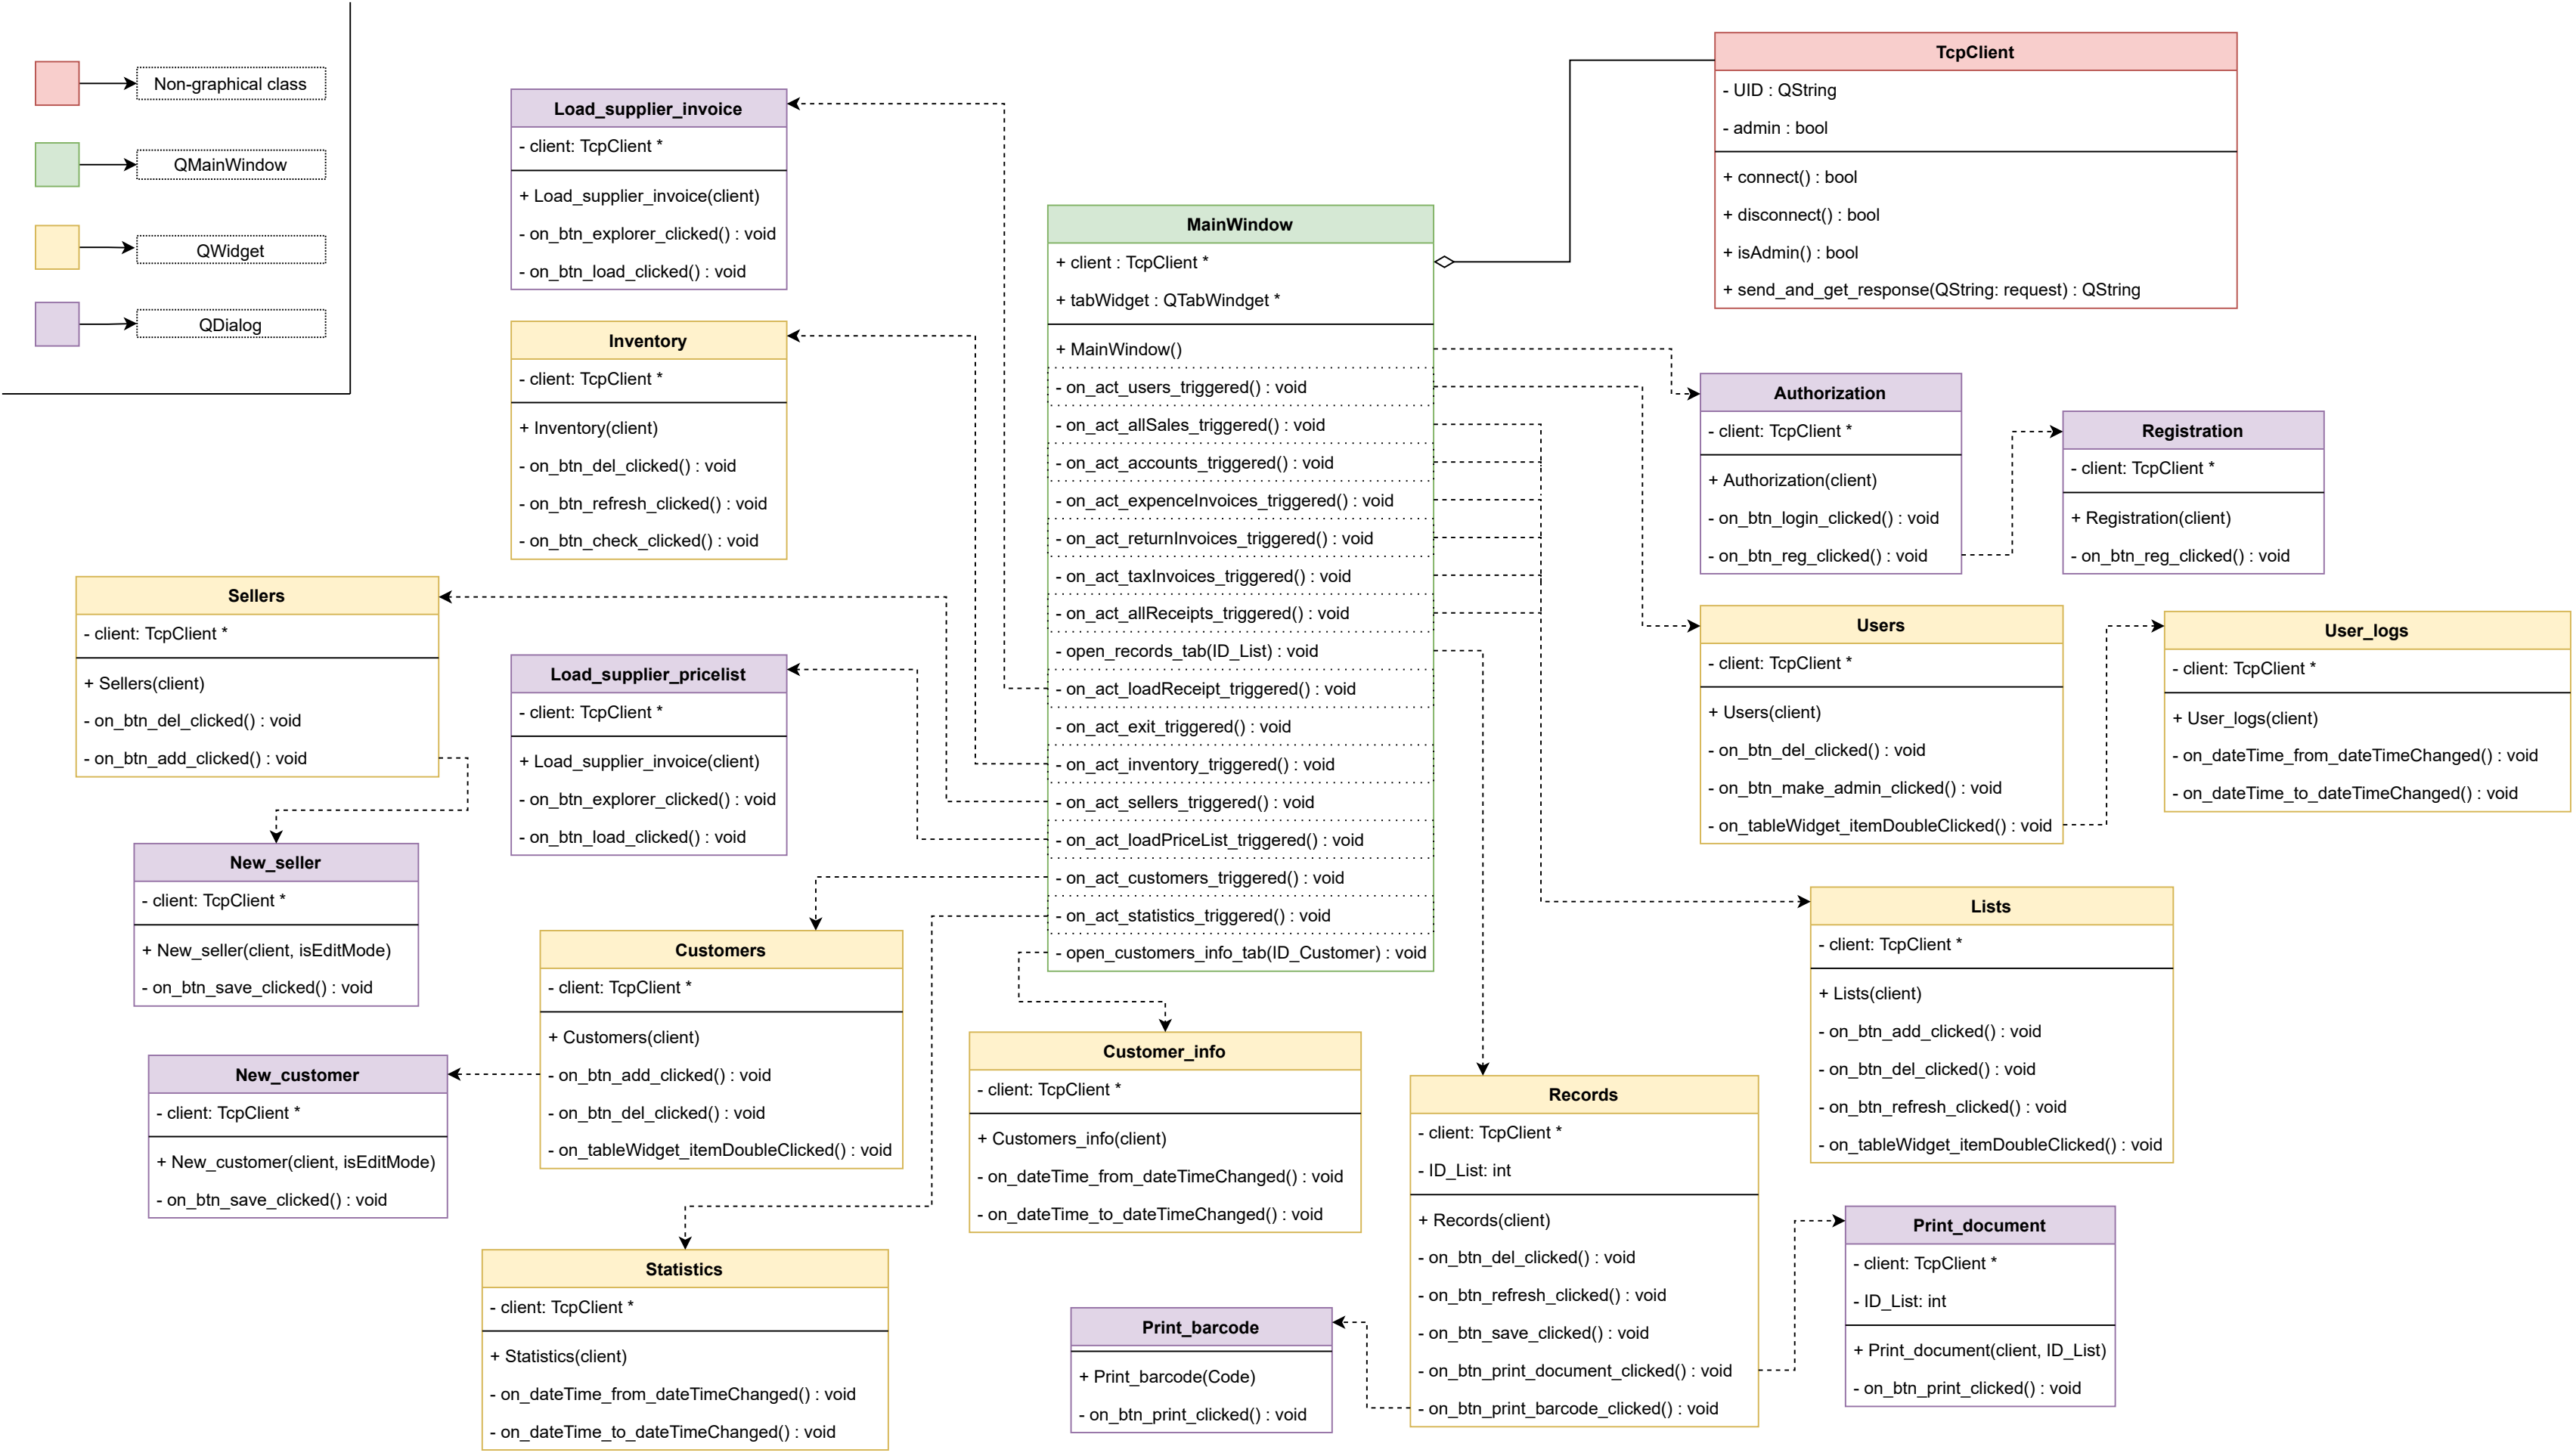 Non-graphical class
QMainWindow
QWidget
QDialog
Load_supplier_invoice
- client: TcpClient *
+ Load_supplier_invoice(client)
- on_btn_explorer_clicked() : void
- on_btn_load_clicked() : void
Inventory
- client: TcpClient *
+ Inventory(client)
- on_btn_del_clicked() : void
- on_btn_refresh_clicked() : void
- on_btn_check_clicked() : void
Sellers
- client: TcpClient *
+ Sellers(client)
- on_btn_del_clicked() : void
- on_btn_add_clicked() : void
Load_supplier_pricelist
- client: TcpClient *
+ Load_supplier_invoice(client)
- on_btn_explorer_clicked() : void
- on_btn_load_clicked() : void
New_seller
- client: TcpClient *
+ New_seller(client, isEditMode)
- on_btn_save_clicked() : void
Customers
- client: TcpClient *
+ Customers(client)
- on_btn_add_clicked() : void
- on_btn_del_clicked() : void
- on_tableWidget_itemDoubleClicked() : void
New_customer
- client: TcpClient *
+ New_customer(client, isEditMode)
- on_btn_save_clicked() : void
Statistics
- client: TcpClient *
+ Statistics(client)
- on_dateTime_from_dateTimeChanged() : void
- on_dateTime_to_dateTimeChanged() : void
MainWindow
+ client : TcpClient *
+ tabWidget : QTabWindget *
+ MainWindow()
- on_act_users_triggered() : void
- on_act_allSales_triggered() : void
- on_act_accounts_triggered() : void
- on_act_expenceInvoices_triggered() : void
- on_act_returnInvoices_triggered() : void
- on_act_taxInvoices_triggered() : void
- on_act_allReceipts_triggered() : void
- open_records_tab(ID_List) : void
- on_act_loadReceipt_triggered() : void
- on_act_exit_triggered() : void
- on_act_inventory_triggered() : void
- on_act_sellers_triggered() : void
- on_act_loadPriceList_triggered() : void
- on_act_customers_triggered() : void
- on_act_statistics_triggered() : void
- open_customers_info_tab(ID_Customer) : void
Customer_info
- client: TcpClient *
+ Customers_info(client)
- on_dateTime_from_dateTimeChanged() : void
- on_dateTime_to_dateTimeChanged() : void
Print_barcode
+ Print_barcode(Code)
- on_btn_print_clicked() : void
Records
- client: TcpClient *
- ID_List: int
+ Records(client)
- on_btn_del_clicked() : void
- on_btn_refresh_clicked() : void
- on_btn_save_clicked() : void
- on_btn_print_document_clicked() : void
- on_btn_print_barcode_clicked() : void
TcpClient
- UID : QString
- admin : bool
+ connect() : bool
+ disconnect() : bool
+ isAdmin() : bool
+ send_and_get_response(QString: request) : QString
Authorization
- client: TcpClient *
+ Authorization(client)
- on_btn_login_clicked() : void
- on_btn_reg_clicked() : void
Registration
- client: TcpClient *
+ Registration(client)
- on_btn_reg_clicked() : void
Users
- client: TcpClient *
+ Users(client)
- on_btn_del_clicked() : void
- on_btn_make_admin_clicked() : void
- on_tableWidget_itemDoubleClicked() : void
User_logs
- client: TcpClient *
+ User_logs(client)
- on_dateTime_from_dateTimeChanged() : void
- on_dateTime_to_dateTimeChanged() : void
Lists
- client: TcpClient *
+ Lists(client)
- on_btn_add_clicked() : void
- on_btn_del_clicked() : void
- on_btn_refresh_clicked() : void
- on_tableWidget_itemDoubleClicked() : void
Print_document
- client: TcpClient *
- ID_List: int
+ Print_document(client, ID_List)
- on_btn_print_clicked() : void